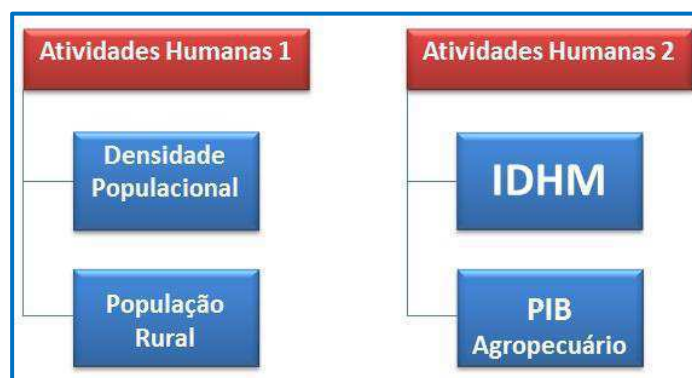 Atividades Humanas 1
Densidade
Populacional
População
Rural
Atividades Humanas 2
IDHM
PIB
Agropecuário